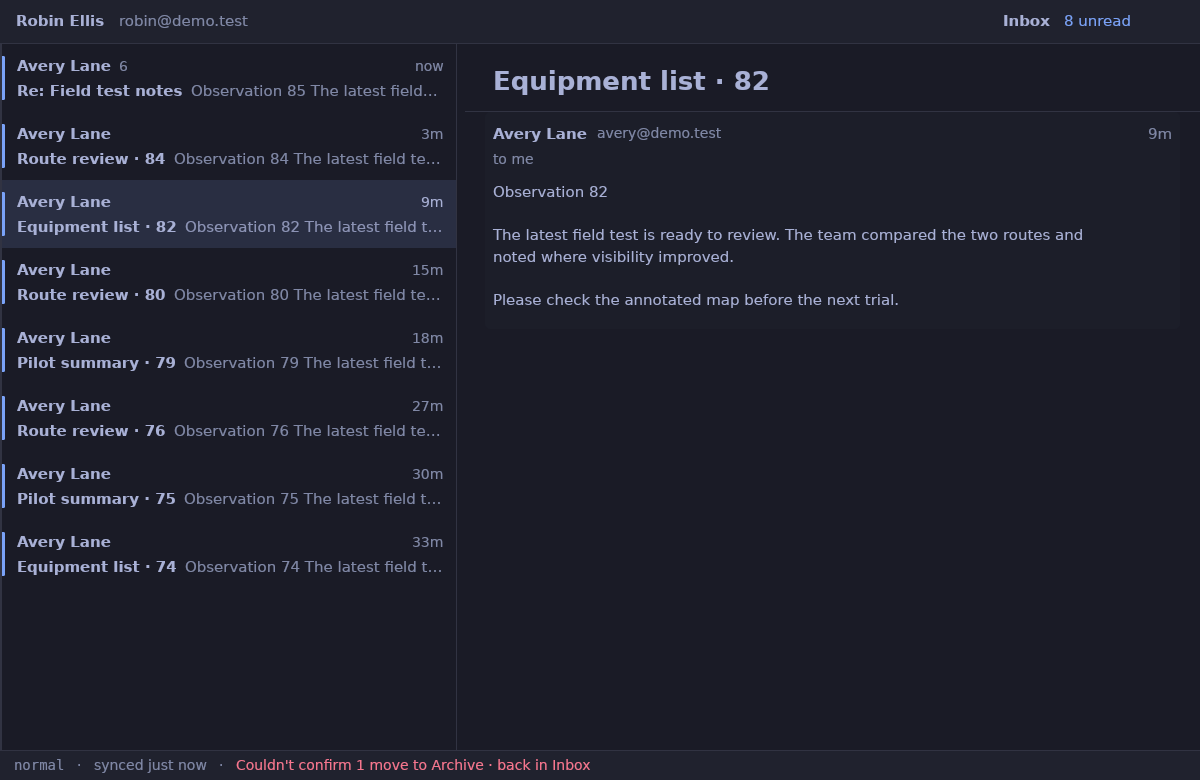 Robin Ellis robin@demo.test Inbox 8 unread
Avery Lane 6 now
Re: Field test notes Observation 85 The latest field…
Avery Lane 3m
Route review · 84 Observation 84 The latest field te…
Avery Lane 9m
Equipment list · 82 Observation 82 The latest field t…
Avery Lane 15m
Route review · 80 Observation 80 The latest field te…
Avery Lane 18m
Pilot summary · 79 Observation 79 The latest field t…
Avery Lane 27m
Route review · 76 Observation 76 The latest field te…
Avery Lane 30m
Pilot summary · 75 Observation 75 The latest field t…
Avery Lane 33m
Equipment list · 74 Observation 74 The latest field t…
Equipment list · 82
Avery Lane avery@demo.test 9m
to me
Observation 82
The latest field test is ready to review. The team compared the two routes and
noted where visibility improved.
Please check the annotated map before the next trial.
normal · synced just now · Couldn't confirm 1 move to Archive · back in Inbox